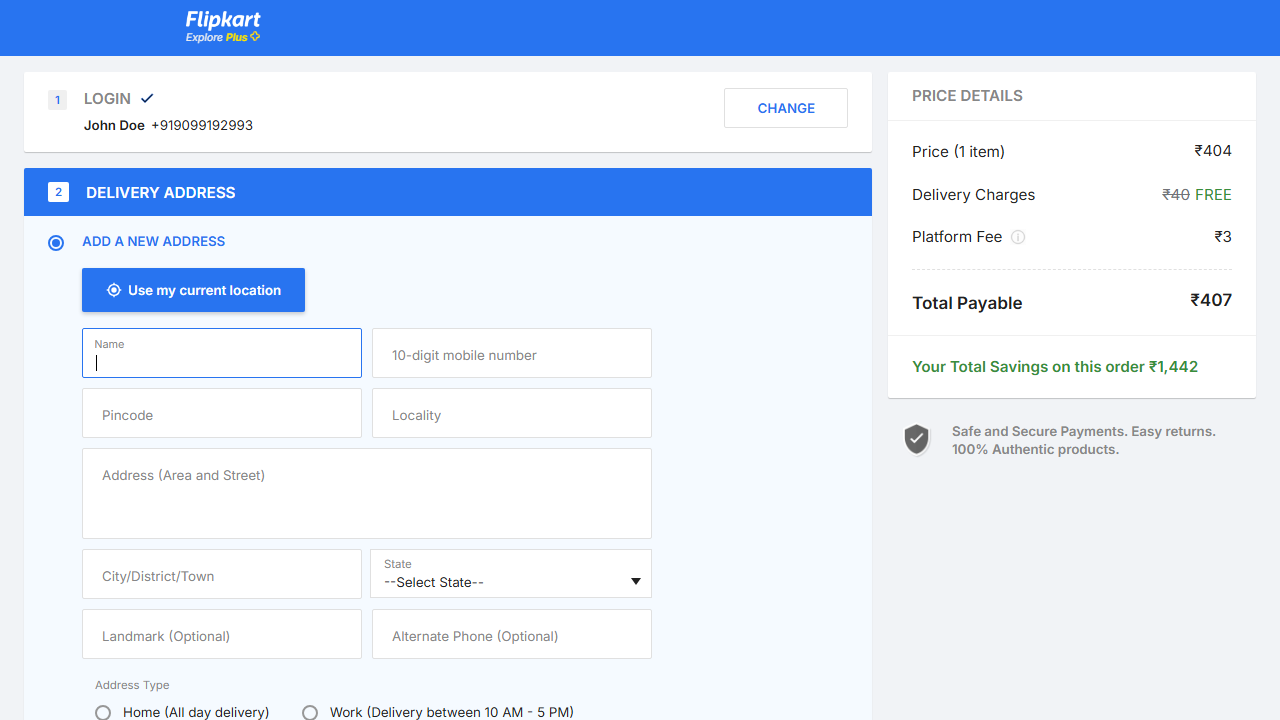 Flipkart
Explore Plus
1 LOGIN
John Doe +919099192993
CHANGE
2 DELIVERY ADDRESS
ADD A NEW ADDRESS
Use my current location
Name
10-digit mobile number
Pincode
Locality
Address (Area and Street)
City/District/Town
State
--Select State--
Landmark (Optional)
Alternate Phone (Optional)
Address Type
Home (All day delivery)
Work (Delivery between 10 AM - 5 PM)
PRICE DETAILS
Price (1 item) ₹404
Delivery Charges ₹40 FREE
Platform Fee ₹3
Total Payable ₹407
Your Total Savings on this order ₹1,442
Safe and Secure Payments. Easy returns.
100% Authentic products.